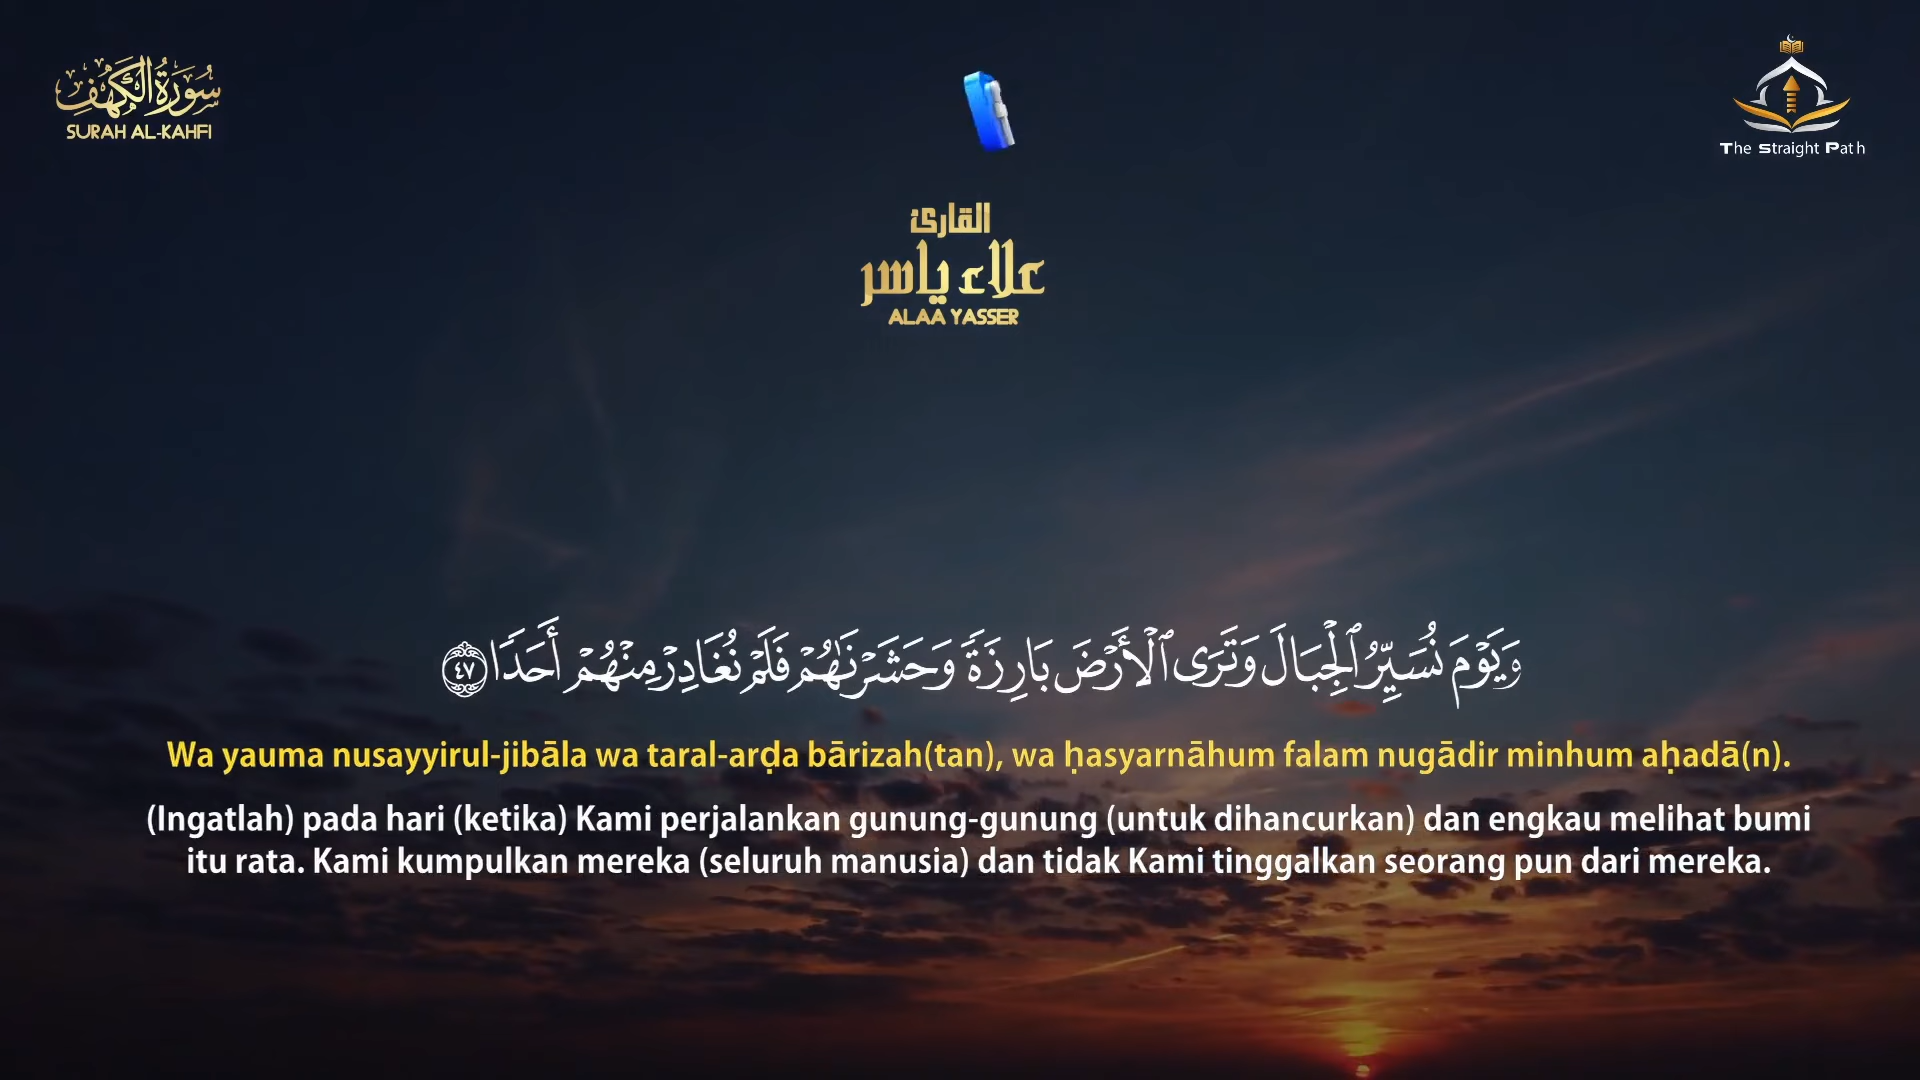 سُورَةُ الكَهْفِ
SURAH AL-KAHFI
The Straight Path
القارئ
علاء ياسر
ALAA YASSER
وَيَوْمَ نُسَيِّرُ ٱلْجِبَالَ وَتَرَى ٱلْأَرْضَ بَارِزَةً وَحَشَرْنَٰهُمْ فَلَمْ نُغَادِرْ مِنْهُمْ أَحَدًا ٤٧
Wa yauma nusayyirul-jibāla wa taral-arḍa bārizah(tan), wa ḥasyarnāhum falam nugādir minhum aḥadā(n).
(Ingatlah) pada hari (ketika) Kami perjalankan gunung-gunung (untuk dihancurkan) dan engkau melihat bumi
itu rata. Kami kumpulkan mereka (seluruh manusia) dan tidak Kami tinggalkan seorang pun dari mereka.